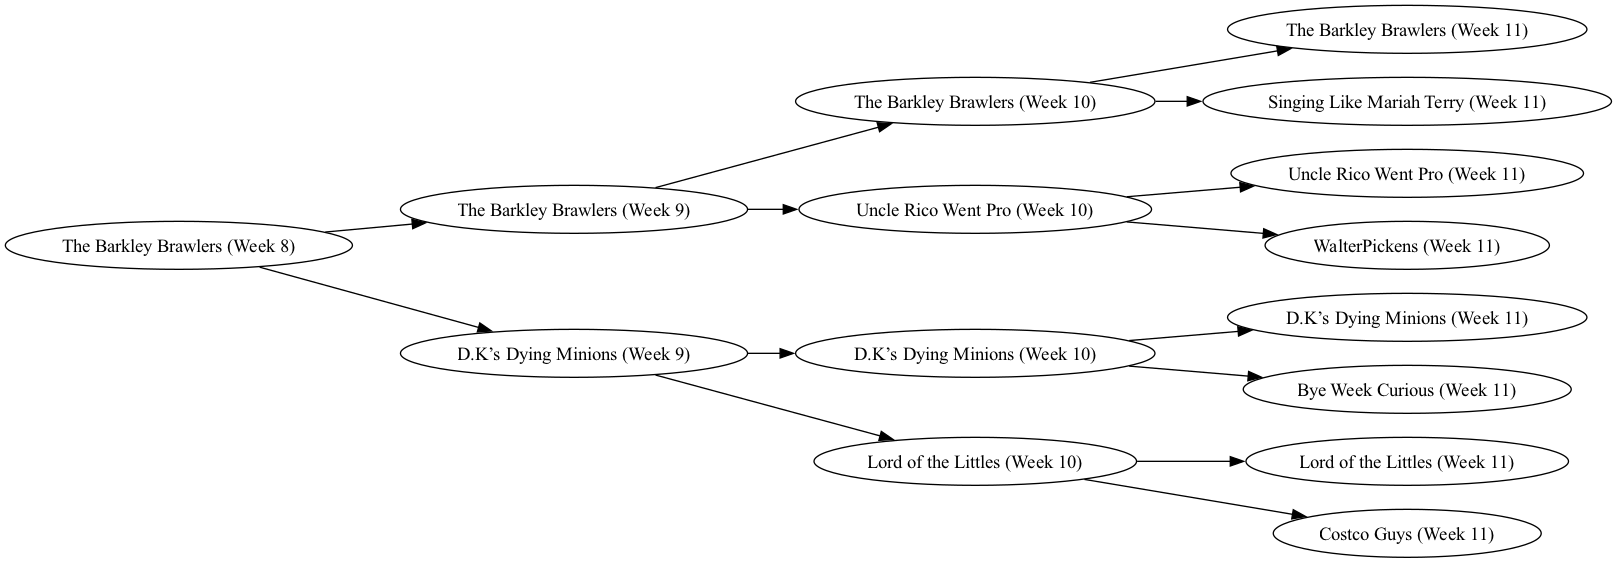 The Barkley Brawlers (Week 11)
The Barkley Brawlers (Week 10)
Singing Like Mariah Terry (Week 11)
Uncle Rico Went Pro (Week 11)
The Barkley Brawlers (Week 9)
Uncle Rico Went Pro (Week 10)
The Barkley Brawlers (Week 8)
WalterPickens (Week 11)
D.K’s Dying Minions (Week 11)
D.K’s Dying Minions (Week 9)
D.K’s Dying Minions (Week 10)
Bye Week Curious (Week 11)
Lord of the Littles (Week 10)
Lord of the Littles (Week 11)
Costco Guys (Week 11)